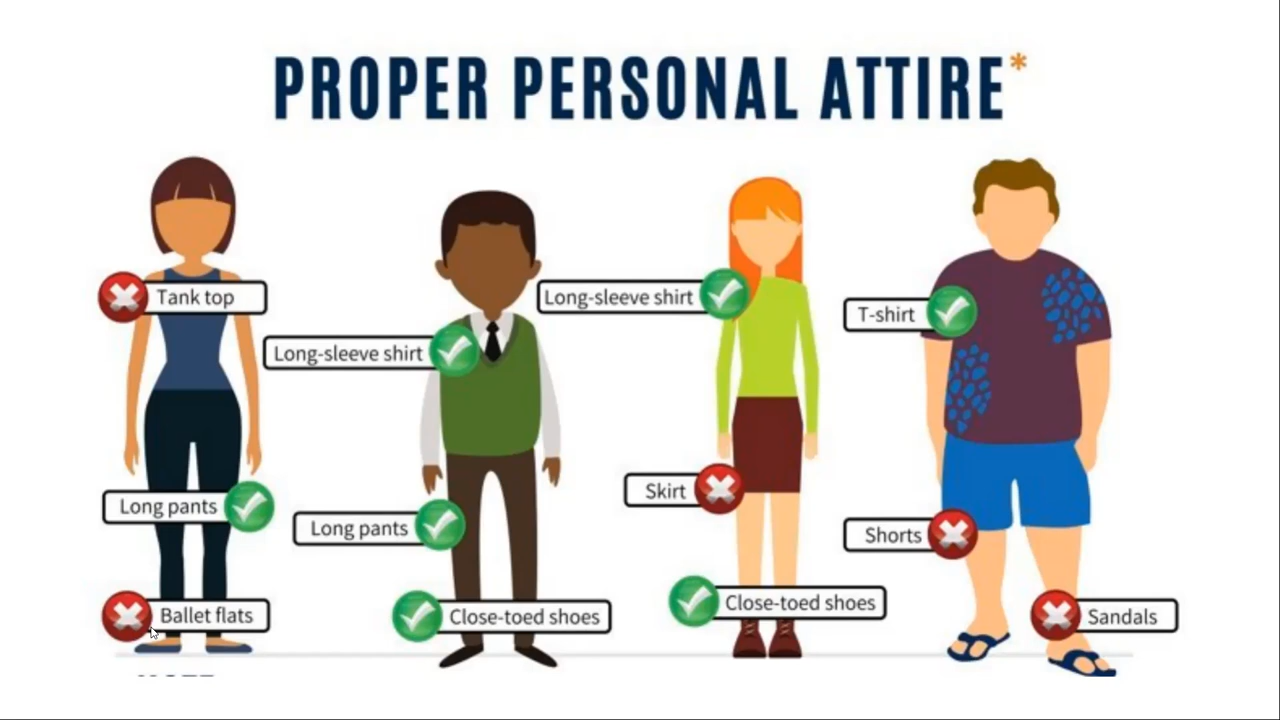 PROPER PERSONAL ATTIRE*
Tank top
Long pants
Ballet flats
Long-sleeve shirt
Long pants
Close-toed shoes
Long-sleeve shirt
Skirt
Close-toed shoes
T-shirt
Shorts
Sandals